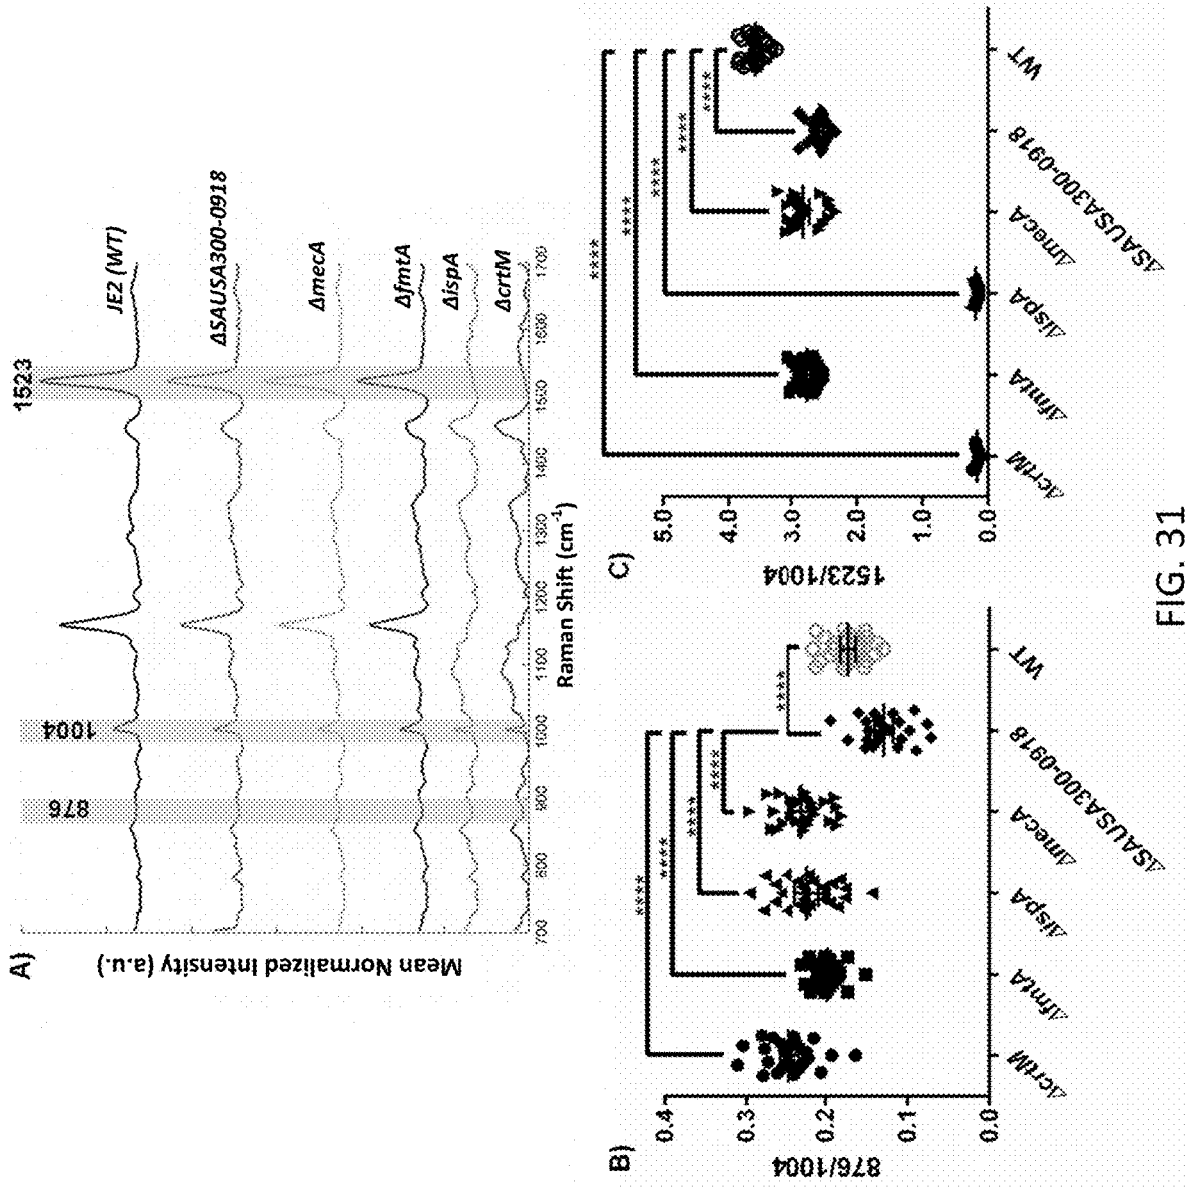 A)
Mean Normalized Intensity (a.u.)
876
1004
1523
JE2 (WT)
ΔSAUSA300-0918
ΔmecA
ΔfmtA
ΔispA
ΔcrtM
700 800 900 1000 1100 1200 1300 1400 1500 1600 1700
Raman Shift (cm-1)
B)
876/1004
0.4
0.3
0.2
0.1
0.0
****
****
****
****
****
ΔcrtM ΔfmtA ΔispA ΔmecA ΔSAUSA300-0918 WT
C)
1523/1004
5.0
4.0
3.0
2.0
1.0
0.0
****
****
****
****
****
ΔcrtM ΔfmtA ΔispA ΔmecA ΔSAUSA300-0918 WT
FIG. 31